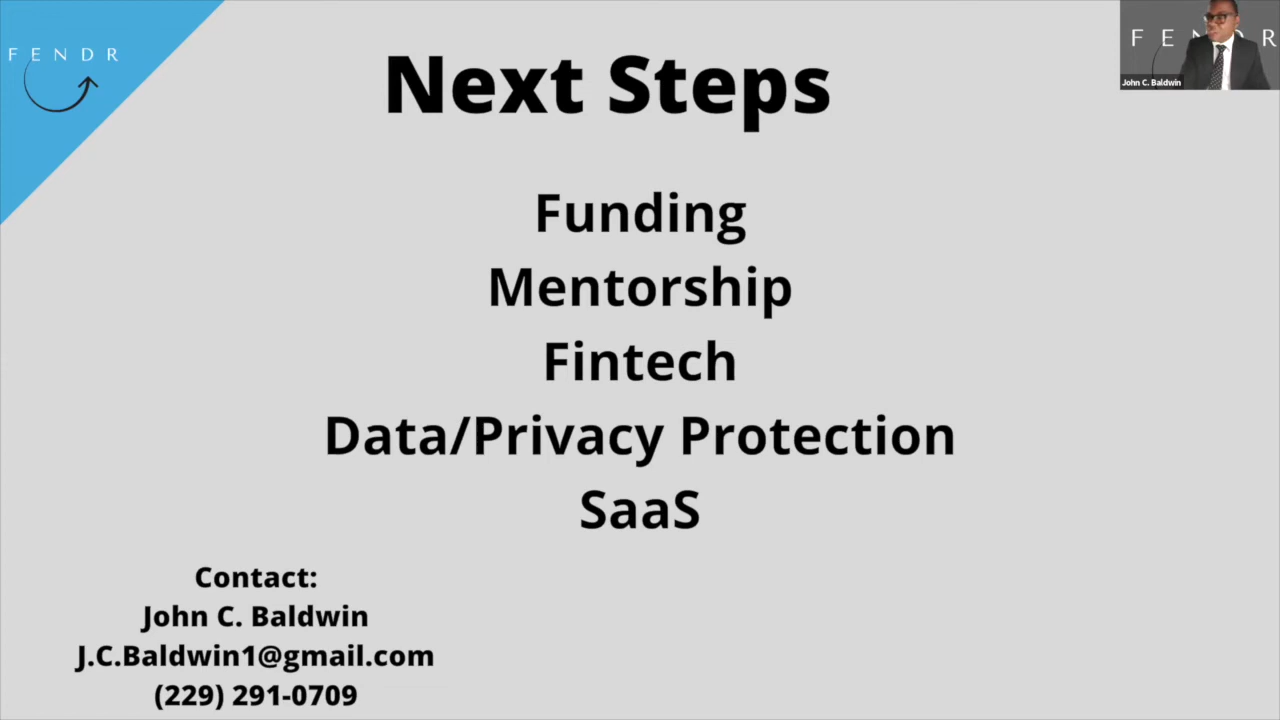 FENDR
Next Steps
FENDR
John C. Baldwin
Funding
Mentorship
Fintech
Data/Privacy Protection
SaaS
Contact:
John C. Baldwin
J.C.Baldwin1@gmail.com
(229) 291-0709